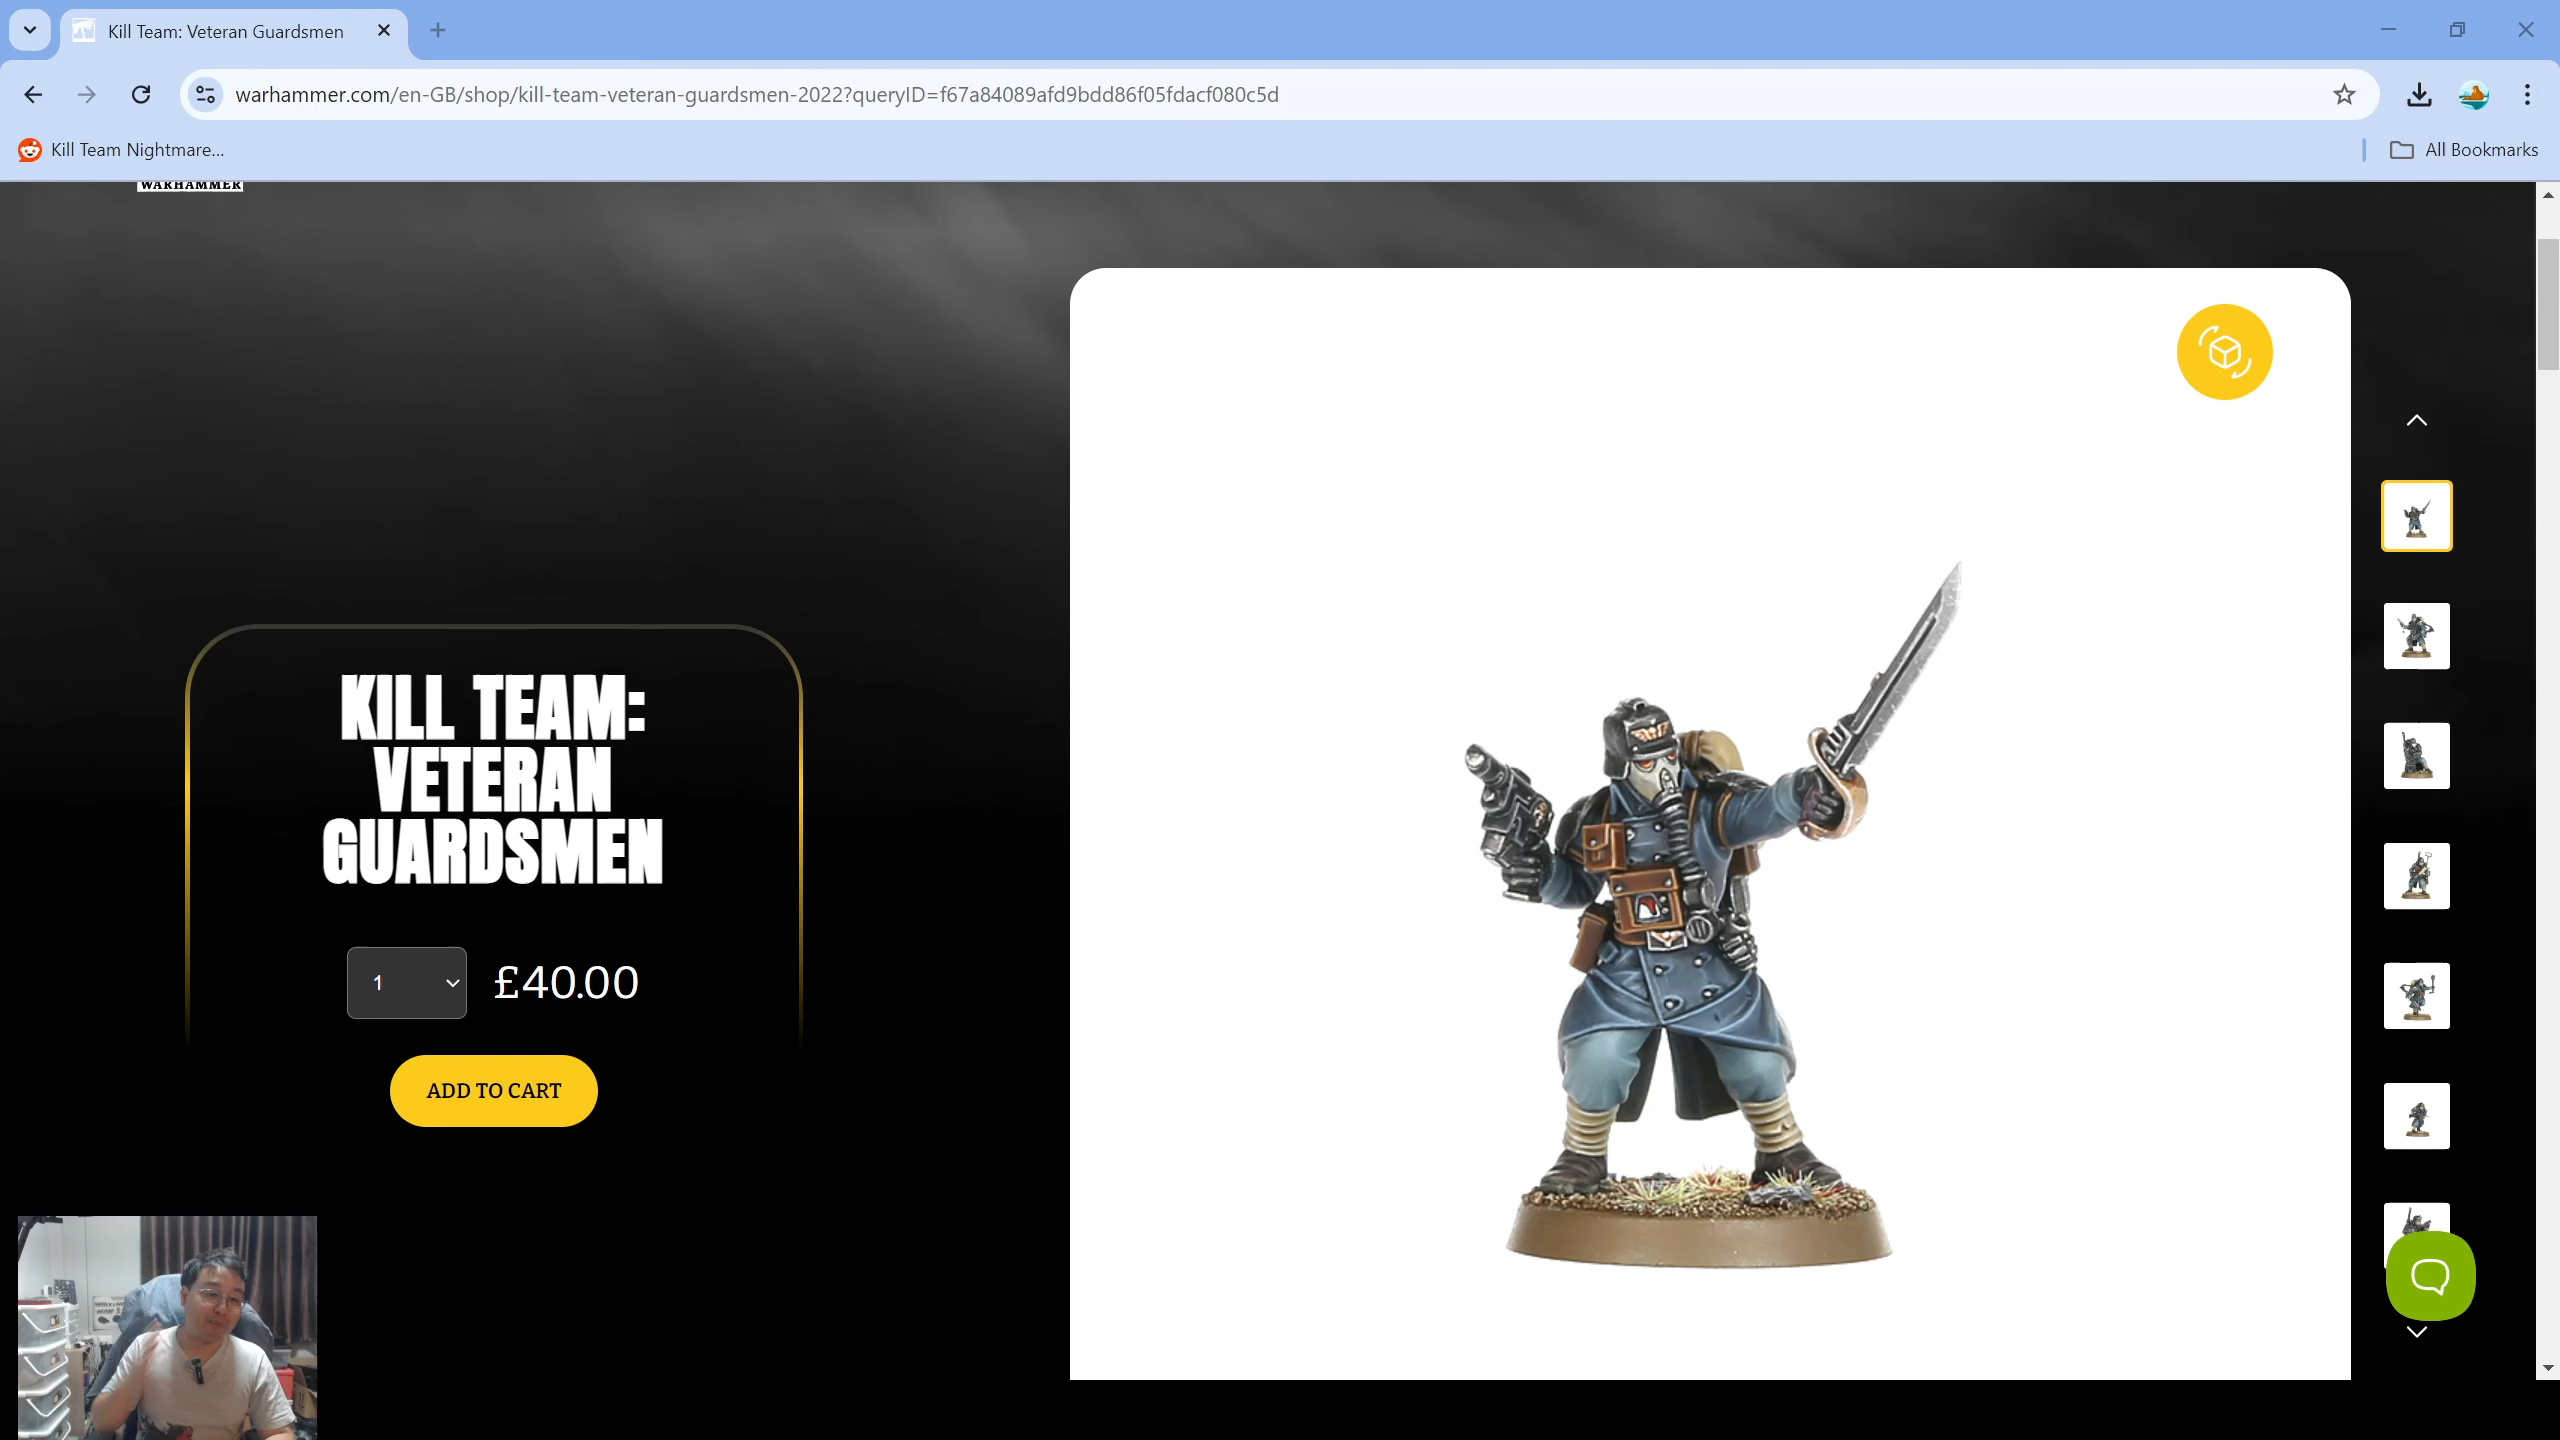 Kill Team: Veteran Guardsmen
warhammer.com/en-GB/shop/kill-team-veteran-guardsmen-2022?queryID=f67a84089afd9bdd86f05fdacf080c5d
Kill Team Nightmare...
All Bookmarks
WARHAMMER
KILL TEAM:
VETERAN
GUARDSMEN
1
£40.00
ADD TO CART